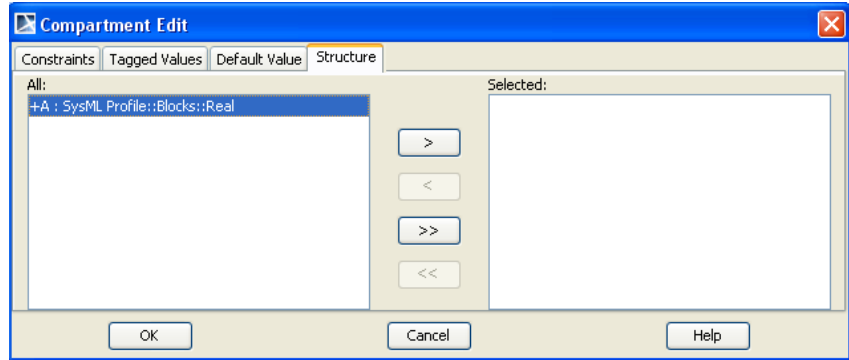 Compartment Edit
Constraints Tagged Values Default Value Structure
All: Selected:
+A : SysML Profile::Blocks::Real
>
<
>>
<<
OK Cancel Help